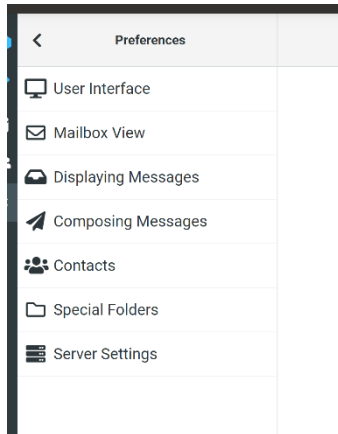 Preferences
User Interface
Mailbox View
Displaying Messages
Composing Messages
Contacts
Special Folders
Server Settings